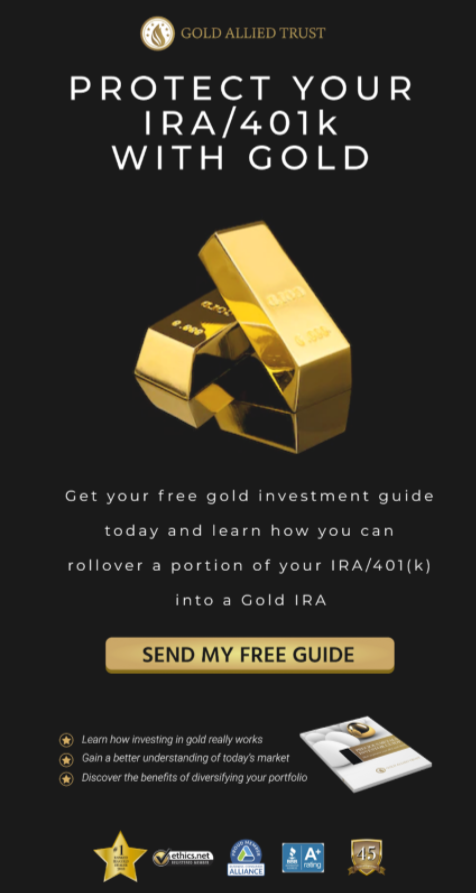 GOLD ALLIED TRUST
PROTECT YOUR
IRA/401k
WITH GOLD
Get your free gold investment guide
today and learn how you can
rollover a portion of your IRA/401(k)
into a Gold IRA
SEND MY FREE GUIDE
Learn how investing in gold really works
Gain a better understanding of today's market
Discover the benefits of diversifying your portfolio
#1
ethics.net
ALLIANCE
BBB
A+
rating
45